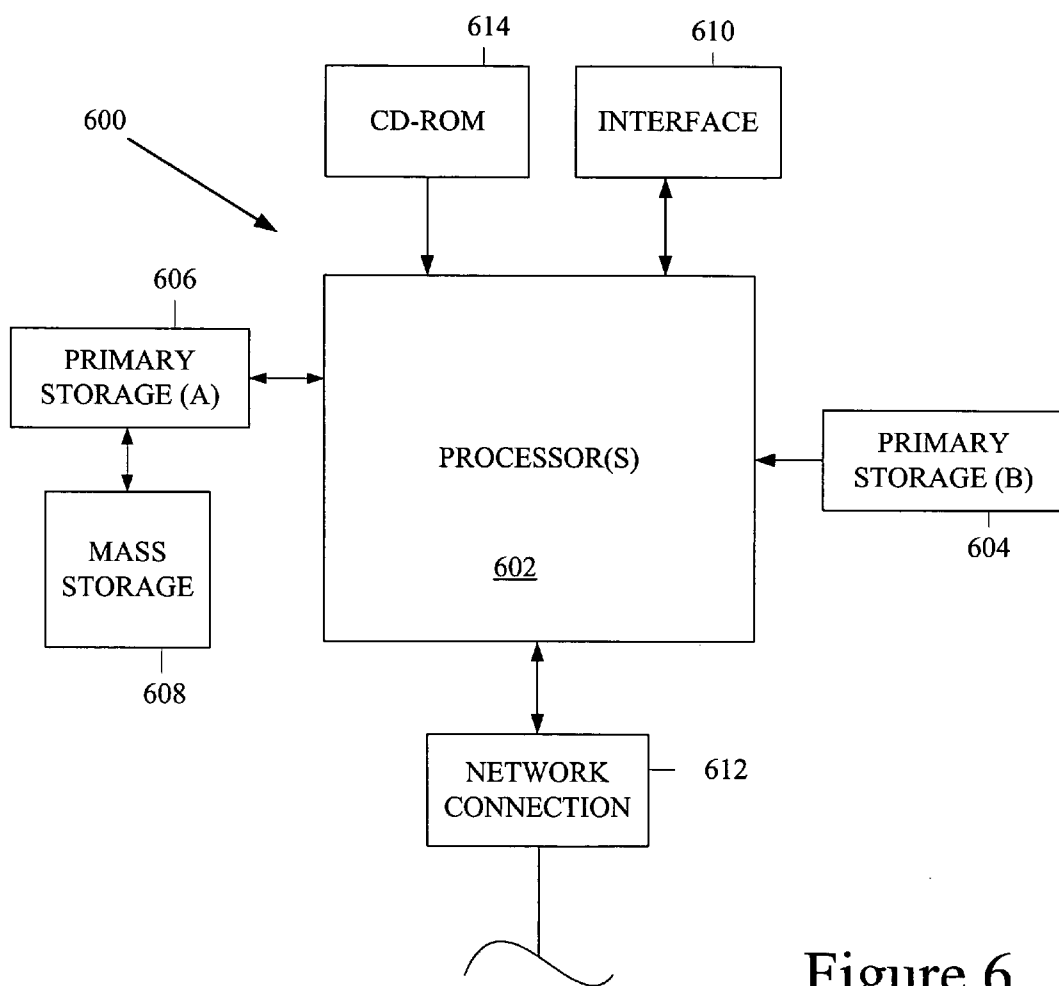 614
610
600
CD-ROM
INTERFACE
606
PRIMARY
STORAGE (A)
PROCESSOR(S)
PRIMARY
STORAGE (B)
604
MASS
STORAGE
602
608
NETWORK
CONNECTION
612
Figure 6